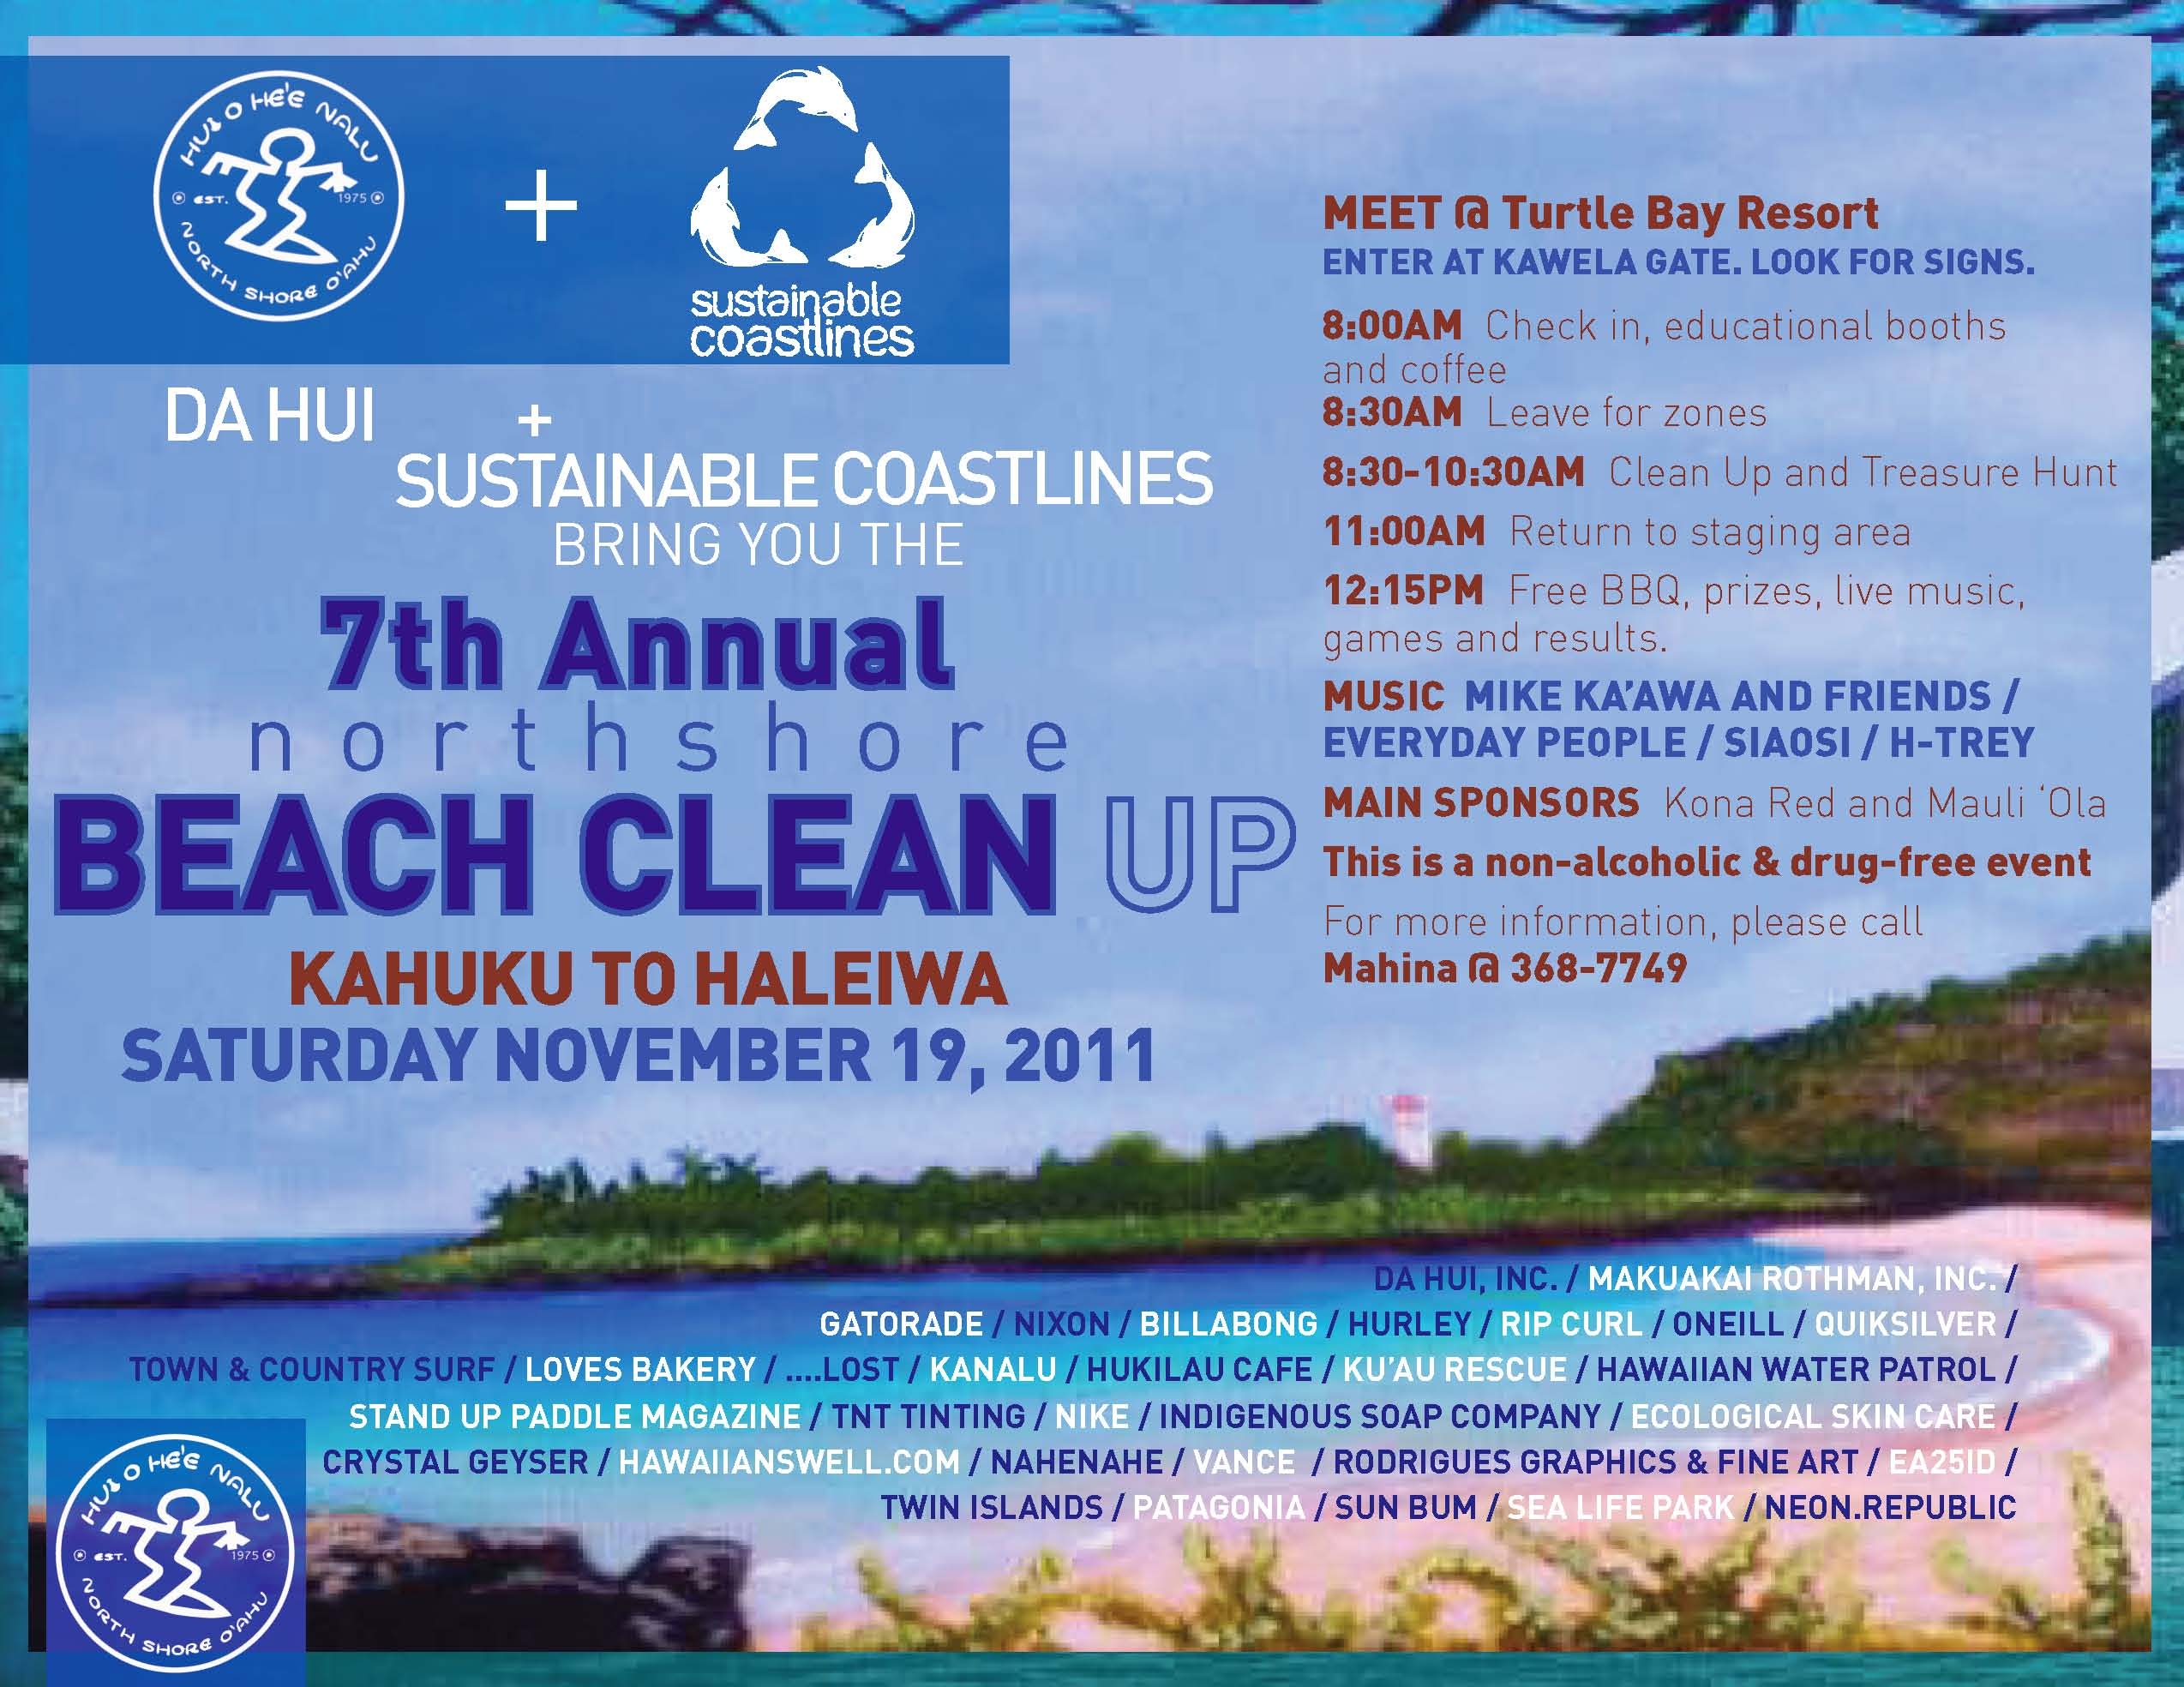 HUI O HE'E NALU
EST. 1975
NORTH SHORE O'AHU
+
sustainable
coastlines
DA HUI +
SUSTAINABLE COASTLINES
BRING YOU THE
7th Annual
northshore
BEACH CLEAN UP
KAHUKU TO HALEIWA
SATURDAY NOVEMBER 19, 2011
MEET @ Turtle Bay Resort
ENTER AT KAWELA GATE. LOOK FOR SIGNS.
8:00AM Check in, educational booths
and coffee
8:30AM Leave for zones
8:30-10:30AM Clean Up and Treasure Hunt
11:00AM Return to staging area
12:15PM Free BBQ, prizes, live music,
games and results.
MUSIC MIKE KA'AWA AND FRIENDS /
EVERYDAY PEOPLE / SIAOSI / H-TREY
MAIN SPONSORS Kona Red and Mauli ‘Ola
This is a non-alcoholic & drug-free event
For more information, please call
Mahina @ 368-7749
DA HUI, INC. / MAKUAKAI ROTHMAN, INC. /
GATORADE / NIXON / BILLABONG / HURLEY / RIP CURL / ONEILL / QUIKSILVER /
TOWN & COUNTRY SURF / LOVES BAKERY / ....LOST / KANALU / HUKILAU CAFE / KU'AU RESCUE / HAWAIIAN WATER PATROL /
STAND UP PADDLE MAGAZINE / TNT TINTING / NIKE / INDIGENOUS SOAP COMPANY / ECOLOGICAL SKIN CARE /
CRYSTAL GEYSER / HAWAIIANSWELL.COM / NAHENAHE / VANCE / RODRIGUES GRAPHICS & FINE ART / EA25ID /
TWIN ISLANDS / PATAGONIA / SUN BUM / SEA LIFE PARK / NEON.REPUBLIC
HUI O HE'E NALU
EST. 1975
NORTH SHORE O'AHU